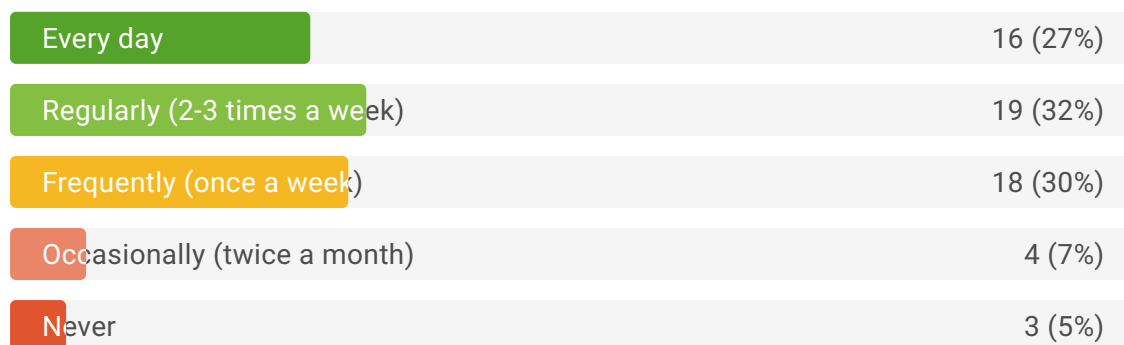 Every day 16 (27%)
Regularly (2-3 times a week) 19 (32%)
Frequently (once a week) 18 (30%)
Occasionally (twice a month) 4 (7%)
Never 3 (5%)